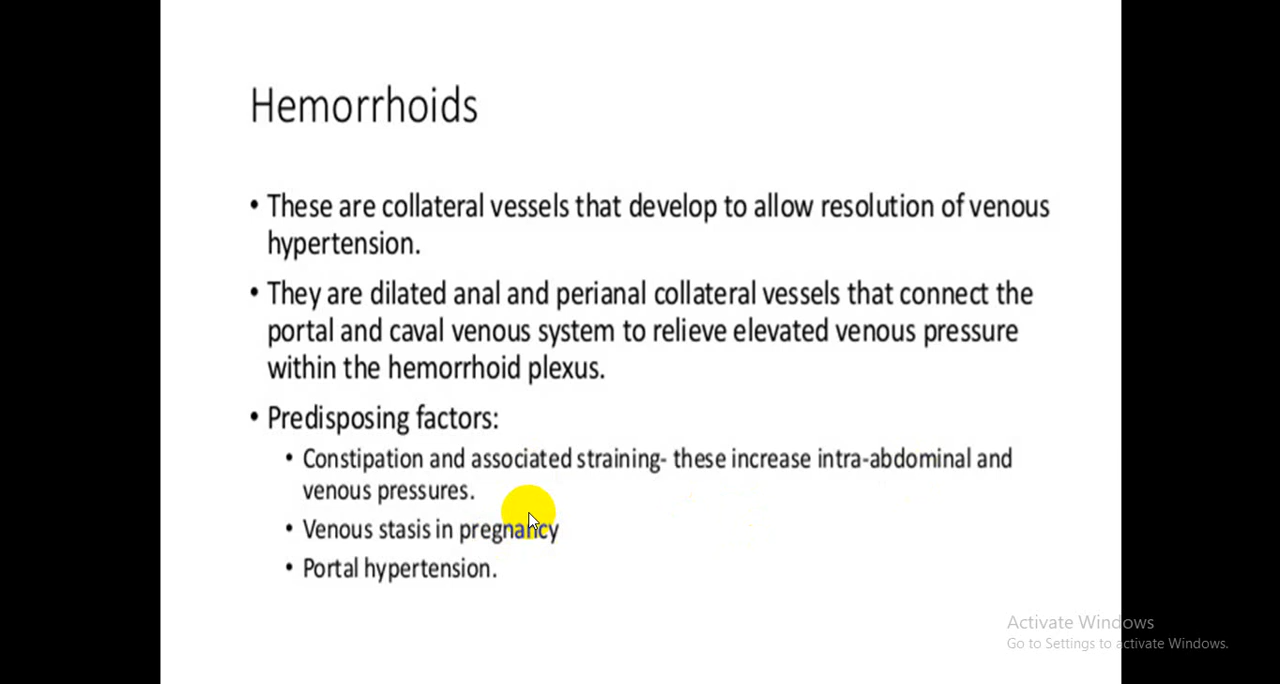 Hemorrhoids
• These are collateral vessels that develop to allow resolution of venous
hypertension.
• They are dilated anal and perianal collateral vessels that connect the
portal and caval venous system to relieve elevated venous pressure
within the hemorrhoid plexus.
• Predisposing factors:
• Constipation and associated straining- these increase intra-abdominal and
venous pressures.
• Venous stasis in pregnancy
• Portal hypertension.
Activate Windows
Go to Settings to activate Windows.